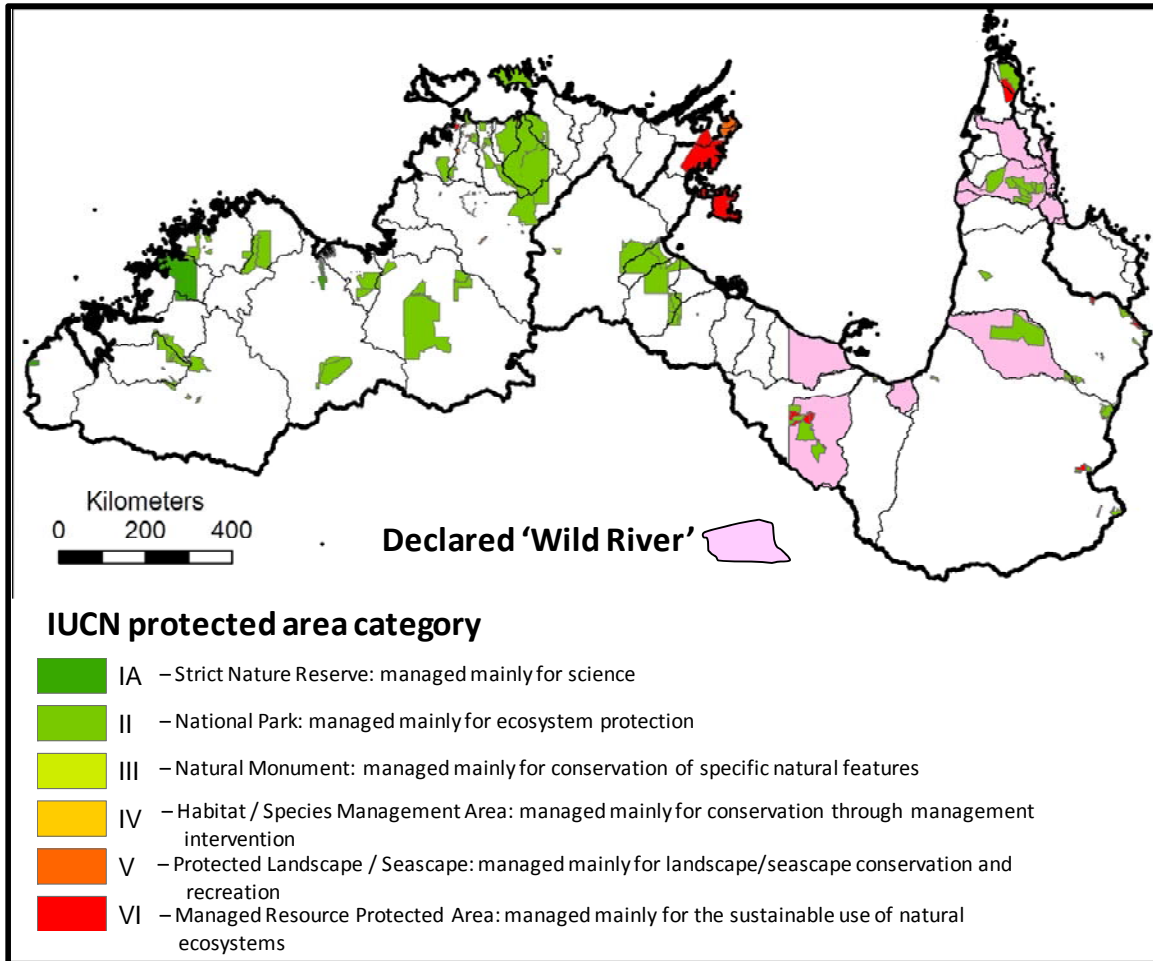 Kilometers
0 200 400
Declared ‘Wild River’
IUCN protected area category
IA – Strict Nature Reserve: managed mainly for science
II – National Park: managed mainly for ecosystem protection
III – Natural Monument: managed mainly for conservation of specific natural features
IV – Habitat / Species Management Area: managed mainly for conservation through management
intervention
V – Protected Landscape / Seascape: managed mainly for landscape/seascape conservation and
recreation
VI – Managed Resource Protected Area: managed mainly for the sustainable use of natural
ecosystems